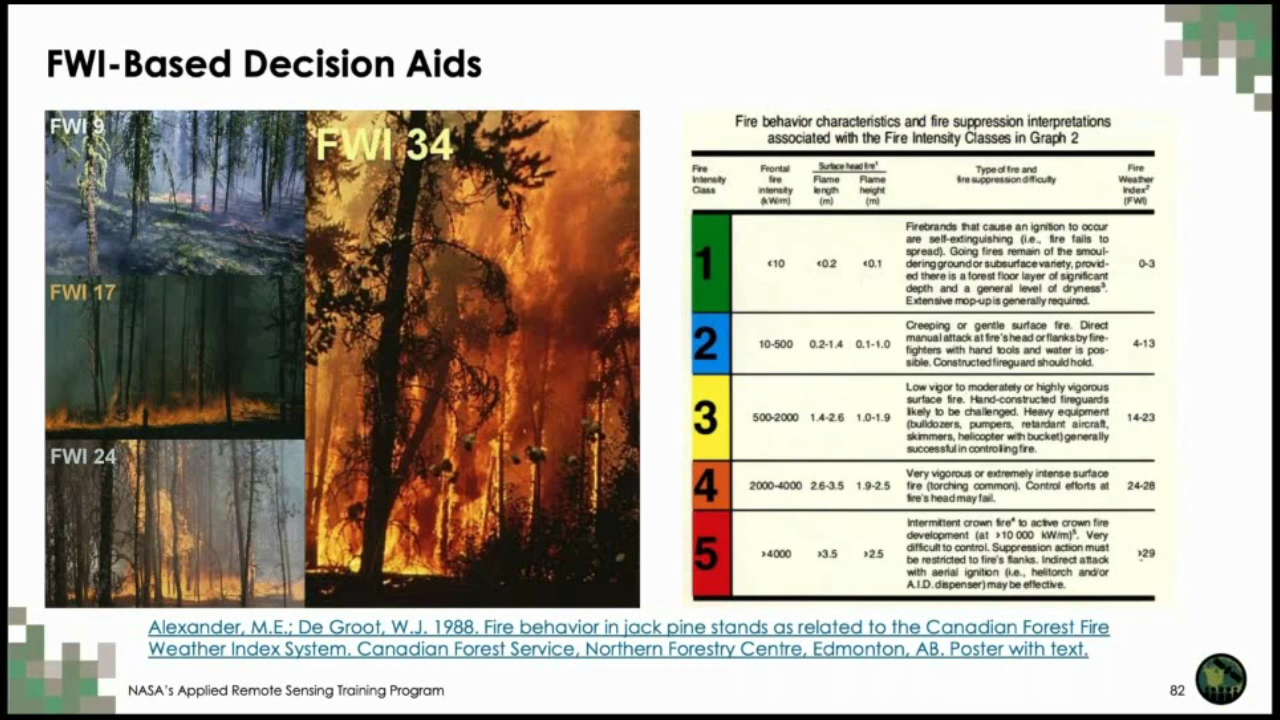 FWI-Based Decision Aids
FWI 9
FWI 17
FWI 24
FWI 34
Fire behavior characteristics and fire suppression interpretations
associated with the Fire Intensity Classes in Graph 2
Fire
Intensity
Class
Frontal
fire
intensity
(kW/m)
Surface head fire¹
Flame
length
(m)
Flame
height
(m)
Type of fire and
fire suppression difficulty
Fire
Weather
Index²
(FWI)
1
<10
<0.2
<0.1
Firebrands that cause an ignition to occur
are self-extinguishing (i.e., fire fails to
spread). Going fires remain of the smoul-
dering ground or subsurface variety, provid-
ed there is a forest floor layer of significant
depth and a general level of dryness³.
Extensive mop-up is generally required.
0-3
2
10-500
0.2-1.4
0.1-1.0
Creeping or gentle surface fire. Direct
manual attack at fire's head or flanks by fire-
fighters with hand tools and water is pos-
sible. Constructed fireguard should hold.
4-13
3
500-2000
1.4-2.6
1.0-1.9
Low vigor to moderately or highly vigorous
surface fire. Hand-constructed fireguards
likely to be challenged. Heavy equipment
(bulldozers, pumpers, retardant aircraft,
skimmers, helicopter with bucket) generally
successful in controlling fire.
14-23
4
2000-4000
2.6-3.5
1.9-2.5
Very vigorous or extremely intense surface
fire (torching common). Control efforts at
fire's head may fail.
24-28
5
>4000
>3.5
>2.5
Intermittent crown fire⁴ to active crown fire
development (at >10 000 kW/m)⁵. Very
difficult to control. Suppression action must
be restricted to fire's flanks. Indirect attack
with aerial ignition (i.e., helitorch and/or
A.I.D. dispenser) may be effective.
>29
Alexander, M.E.; De Groot, W.J. 1988. Fire behavior in jack pine stands as related to the Canadian Forest Fire
Weather Index System. Canadian Forest Service, Northern Forestry Centre, Edmonton, AB. Poster with text.
NASA's Applied Remote Sensing Training Program
82